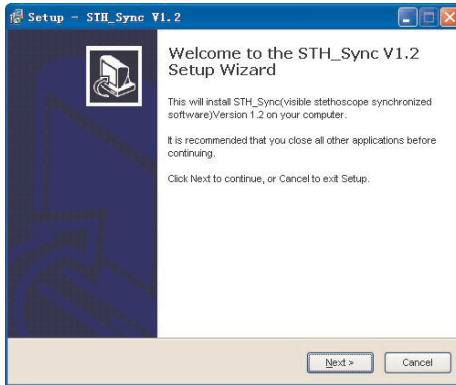 Setup - STH_Sync V1.2
Welcome to the STH_Sync V1.2
Setup Wizard
This will install STH_Sync(visible stethoscope synchronized
software)Version 1.2 on your computer.
It is recommended that you close all other applications before
continuing.
Click Next to continue, or Cancel to exit Setup.
Next >
Cancel